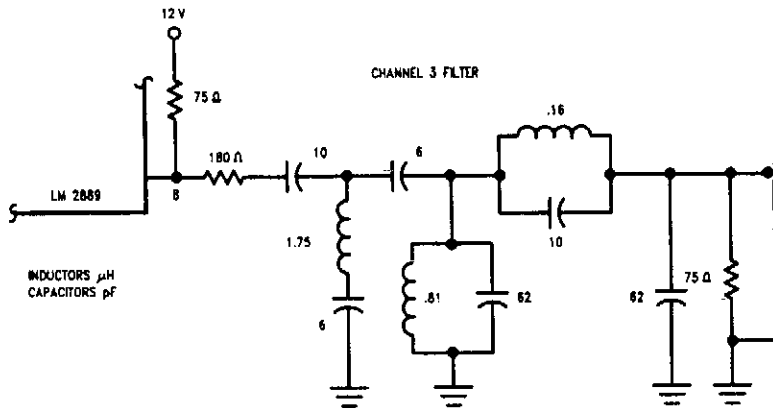 12 V
CHANNEL 3 FILTER
75 Ω
.16
180 Ω
10
6
LM 2889
8
10
1.75
INDUCTORS μH
CAPACITORS pF
.81
62
62
75 Ω
6